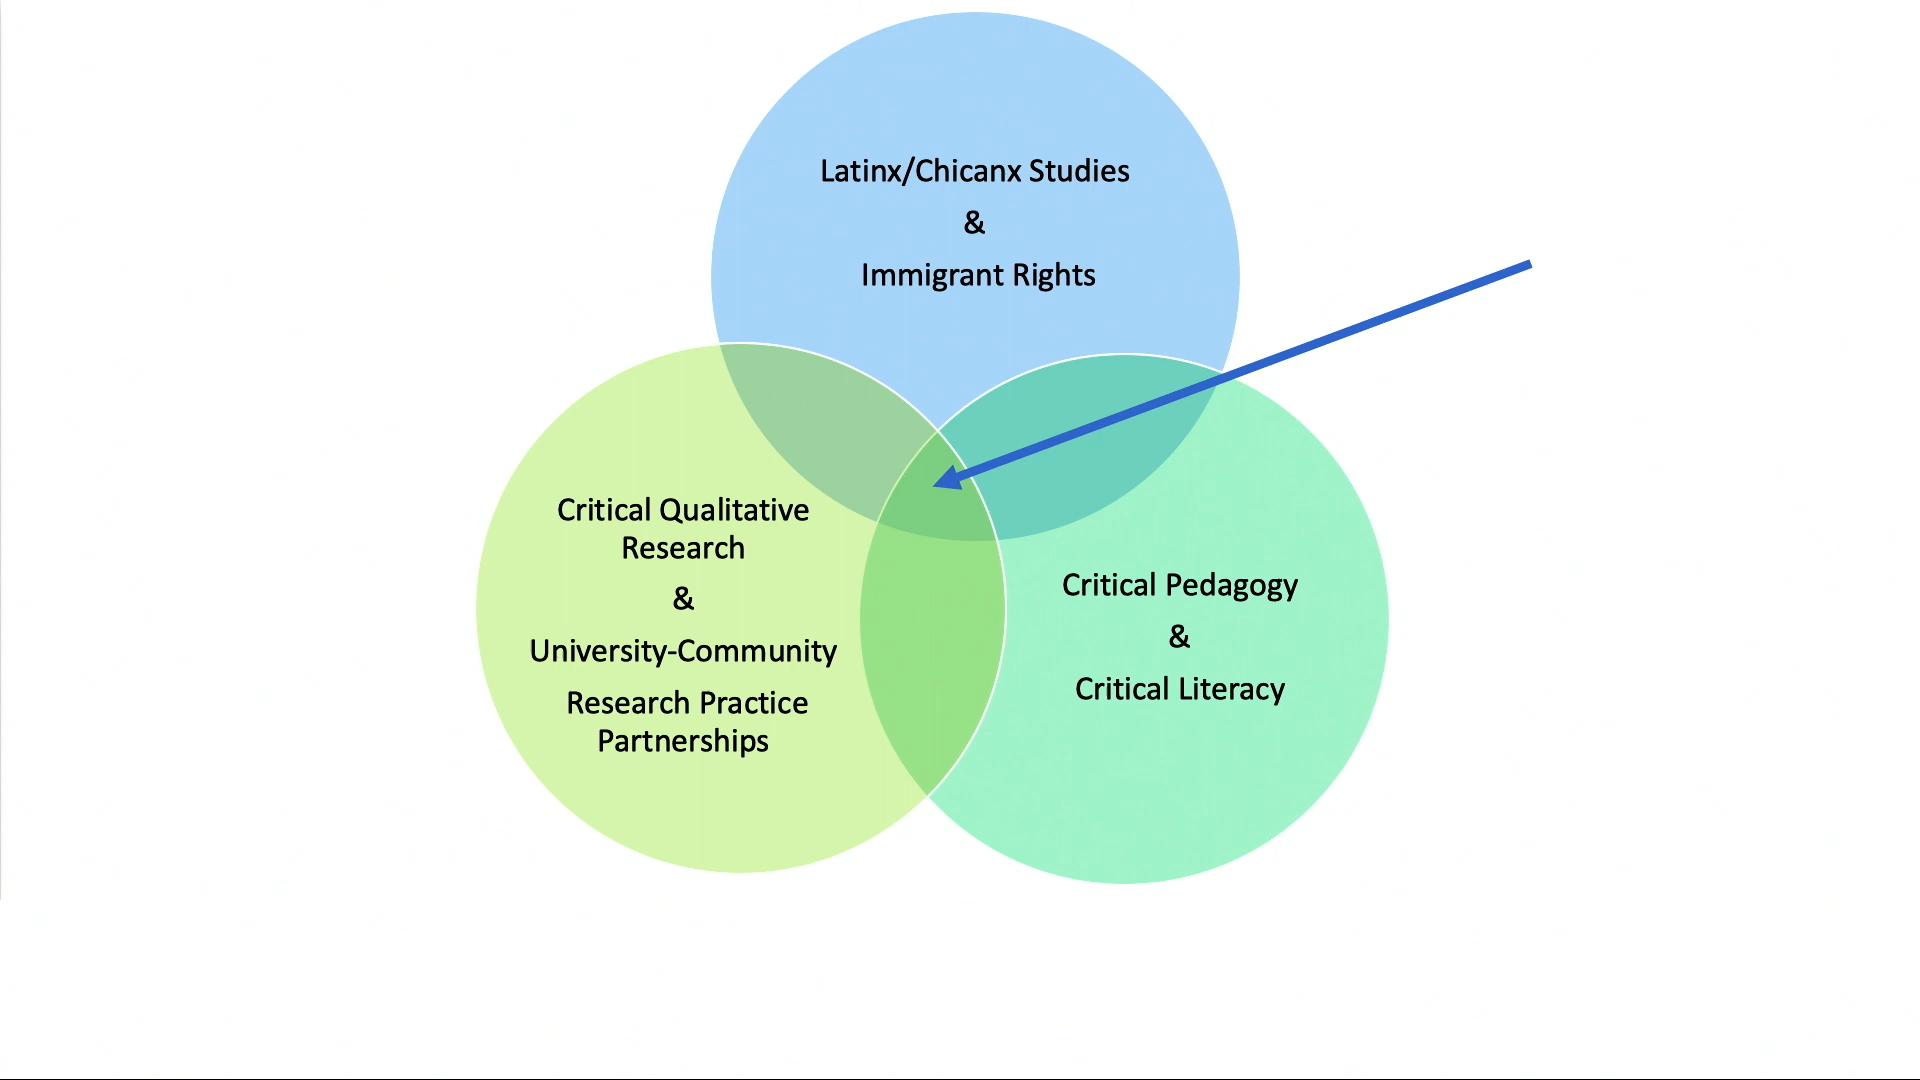 Latinx/Chicanx Studies
&
Immigrant Rights
Critical Qualitative
Research
&
University-Community
Research Practice
Partnerships
Critical Pedagogy
&
Critical Literacy